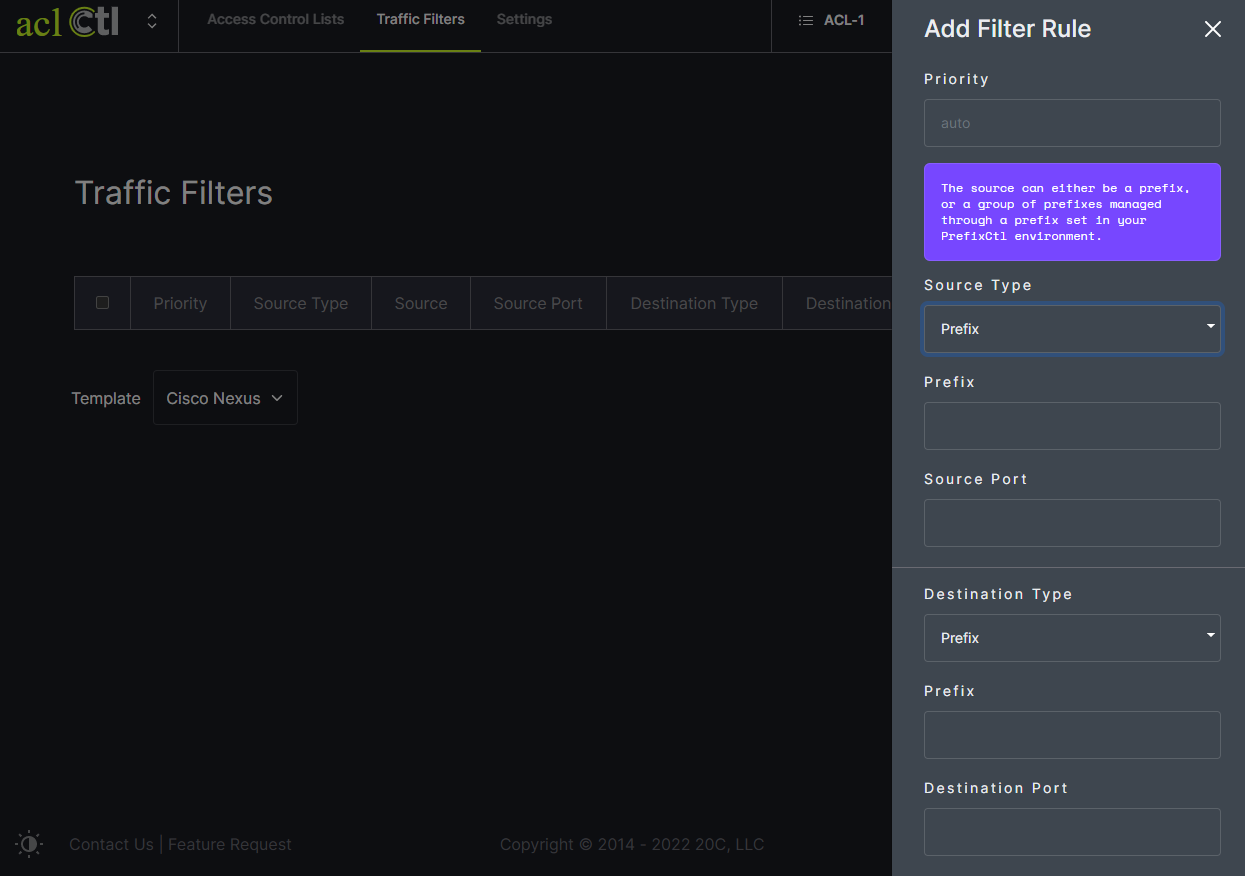 acl Ctl
Access Control Lists
Traffic Filters
Settings
ACL-1
Traffic Filters
Priority
Source Type
Source
Source Port
Destination Type
Destination
Template
Cisco Nexus
Contact Us | Feature Request
Copyright © 2014 - 2022 20C, LLC
Add Filter Rule
Priority
auto
The source can either be a prefix,
or a group of prefixes managed
through a prefix set in your
PrefixCtl environment.
Source Type
Prefix
Prefix
Source Port
Destination Type
Prefix
Prefix
Destination Port